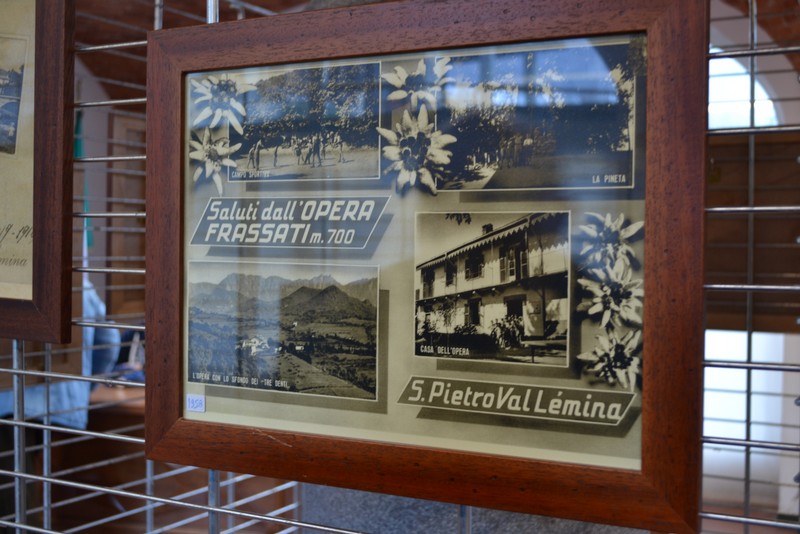 CAMPO SPORTIVO
LA PINETA
Saluti dall'OPERA
FRASSATI m. 700
CASA DELL'OPERA
L'OPERA CON LO SFONDO DEI "TRE DENTI"
S. Pietro Val Lémina